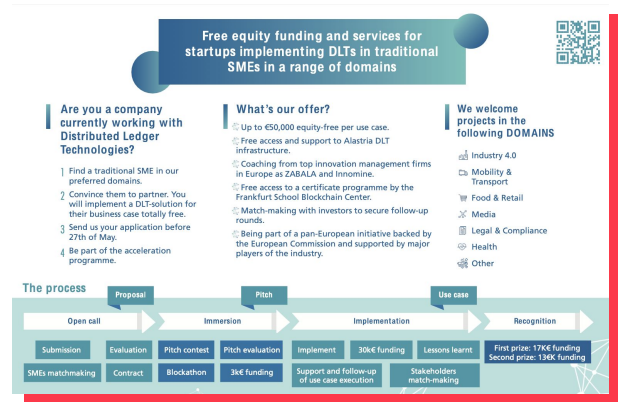 Free equity funding and services for
startups implementing DLTs in traditional
SMEs in a range of domains
Are you a company
currently working with
Distributed Ledger
Technologies?
1 Find a traditional SME in our
preferred domains.
2 Convince them to partner. You
will implement a DLT-solution for
their business case totally free.
3 Send us your application before
27th of May.
4 Be part of the acceleration
programme.
What's our offer?
Up to €50,000 equity-free per use case.
Free access and support to Alastria DLT
infrastructure.
Coaching from top innovation management firms
in Europe as ZABALA and Innomine.
Free access to a certificate programme by the
Frankfurt School Blockchain Center.
Match-making with investors to secure follow-up
rounds.
Being part of a pan-European initiative backed by
the European Commission and supported by major
players of the industry.
We welcome
projects in the
following DOMAINS
Industry 4.0
Mobility &
Transport
Food & Retail
Media
Legal & Compliance
Health
Other
The process
Proposal
Pitch
Use case
Open call
Immersion
Implementation
Recognition
Submission
Evaluation
Pitch contest
Pitch evaluation
Implement
30k€ funding
Lessons learnt
First prize: 17K€ funding
Second prize: 13€K funding
SMEs matchmaking
Contract
Blockathon
3k€ funding
Support and follow-up
of use case execution
Stakeholders
match-making